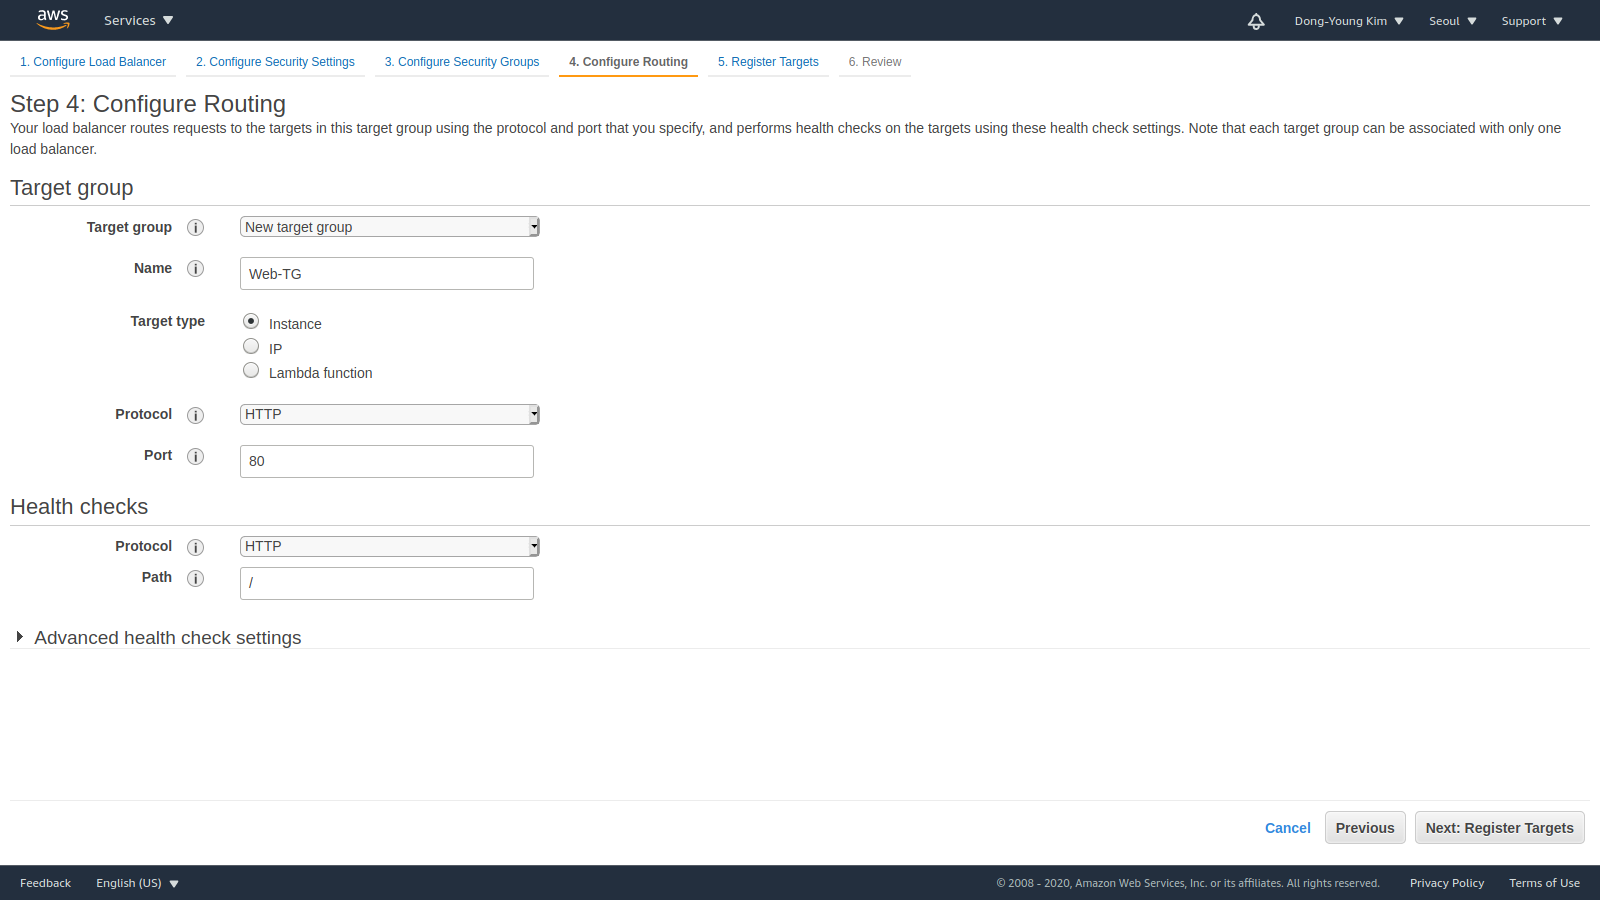 aws Services Dong-Young Kim Seoul Support
1. Configure Load Balancer 2. Configure Security Settings 3. Configure Security Groups 4. Configure Routing 5. Register Targets 6. Review
Step 4: Configure Routing
Your load balancer routes requests to the targets in this target group using the protocol and port that you specify, and performs health checks on the targets using these health check settings. Note that each target group can be associated with only one
load balancer.
Target group
Target group i New target group
Name i Web-TG
Target type Instance
IP
Lambda function
Protocol i HTTP
Port i 80
Health checks
Protocol i HTTP
Path i /
Advanced health check settings
Cancel Previous Next: Register Targets
Feedback English (US) © 2008 - 2020, Amazon Web Services, Inc. or its affiliates. All rights reserved. Privacy Policy Terms of Use